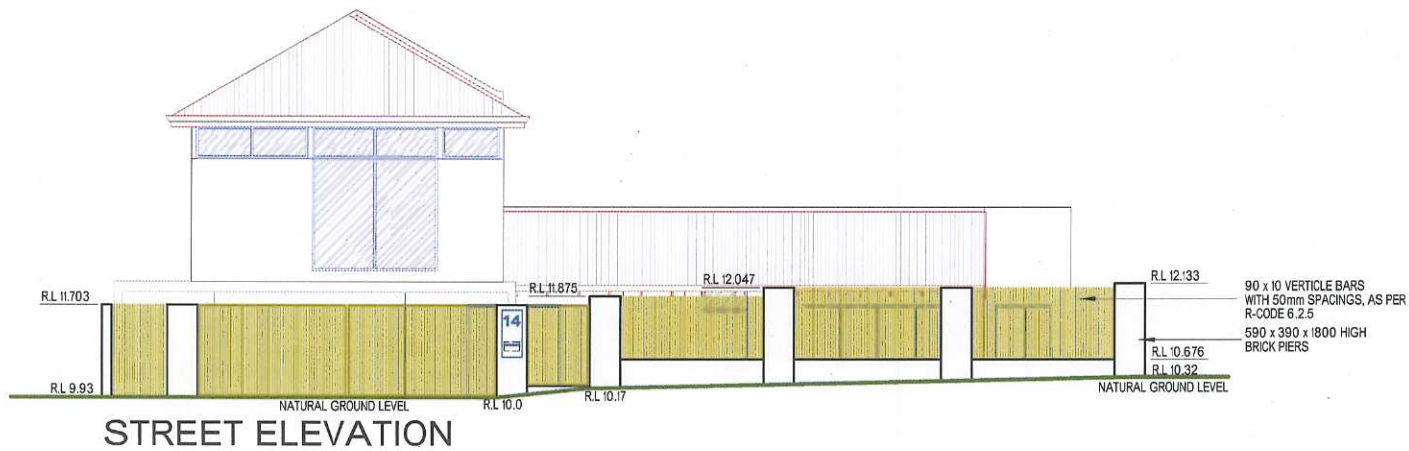 R.L 11.703
R.L 11.875
R.L 12.047
R.L 12.133
90 x 10 VERTICLE BARS
WITH 50mm SPACINGS, AS PER
R-CODE 6.2.5
14
590 x 390 x 1800 HIGH
BRICK PIERS
R.L 10.676
R.L 10.32
NATURAL GROUND LEVEL
R.L 9.93
NATURAL GROUND LEVEL
R.L 10.0
R.L 10.17
STREET ELEVATION